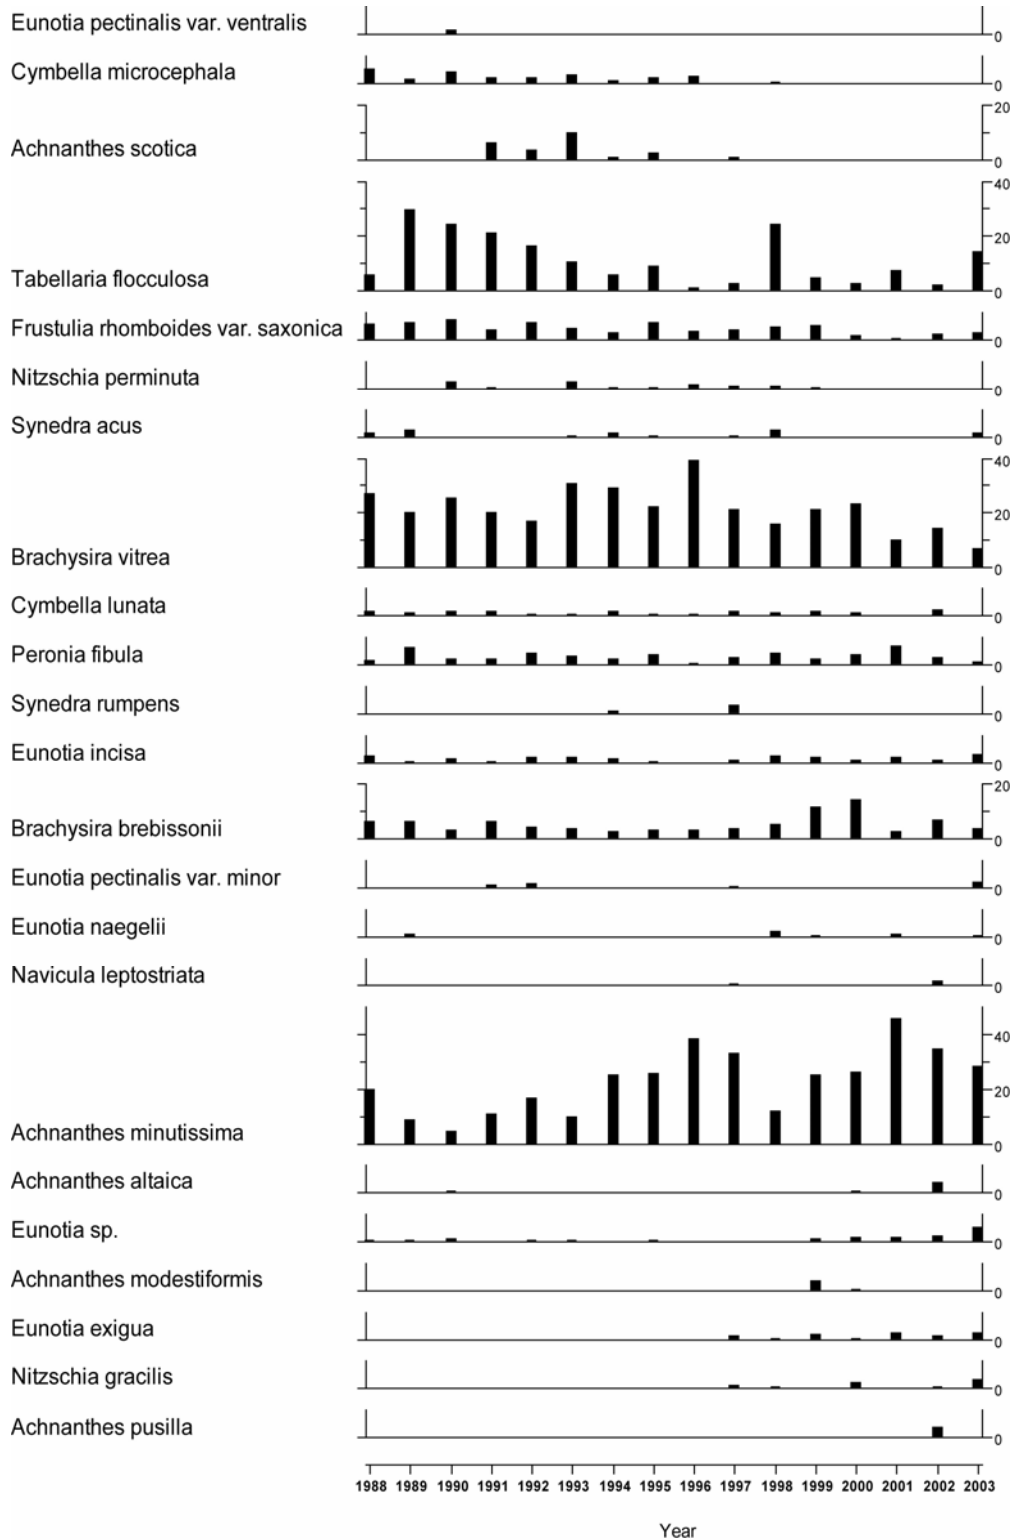 Eunotia pectinalis var. ventralis
0
Cymbella microcephala
0
20
Achnanthes scotica
0
40
20
Tabellaria flocculosa
0
Frustulia rhomboides var. saxonica
0
Nitzschia perminuta
0
Synedra acus
0
40
20
Brachysira vitrea
0
Cymbella lunata
0
Peronia fibula
0
Synedra rumpens
0
Eunotia incisa
0
20
Brachysira brebissonii
0
Eunotia pectinalis var. minor
0
Eunotia naegelii
0
Navicula leptostriata
0
40
20
Achnanthes minutissima
0
Achnanthes altaica
0
Eunotia sp.
0
Achnanthes modestiformis
0
Eunotia exigua
0
Nitzschia gracilis
0
Achnanthes pusilla
0
1988 1989 1990 1991 1992 1993 1994 1995 1996 1997 1998 1999 2000 2001 2002 2003
Year